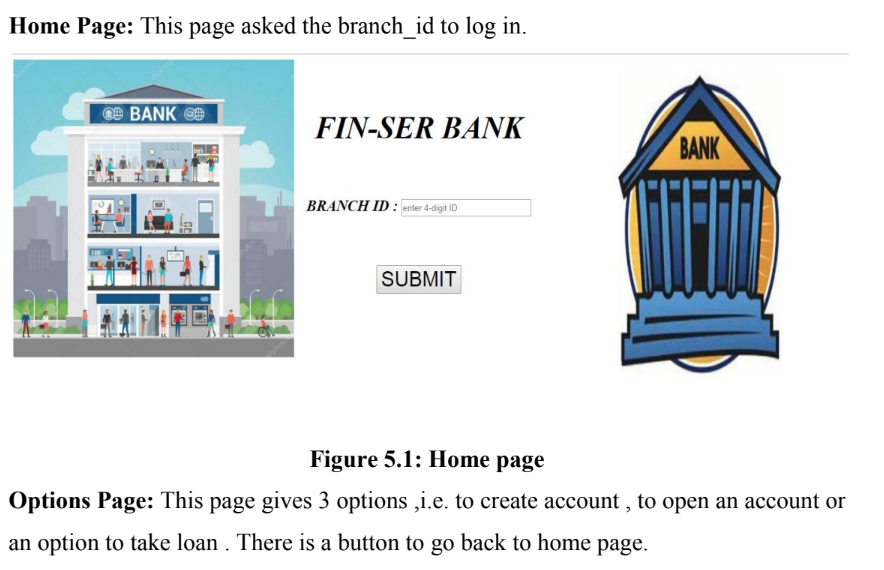 Home Page: This page asked the branch_id to log in.
BANK
FIN-SER BANK
BRANCH ID : enter 4-digit ID
SUBMIT
BANK
Figure 5.1: Home page
Options Page: This page gives 3 options ,i.e. to create account , to open an account or
an option to take loan . There is a button to go back to home page.